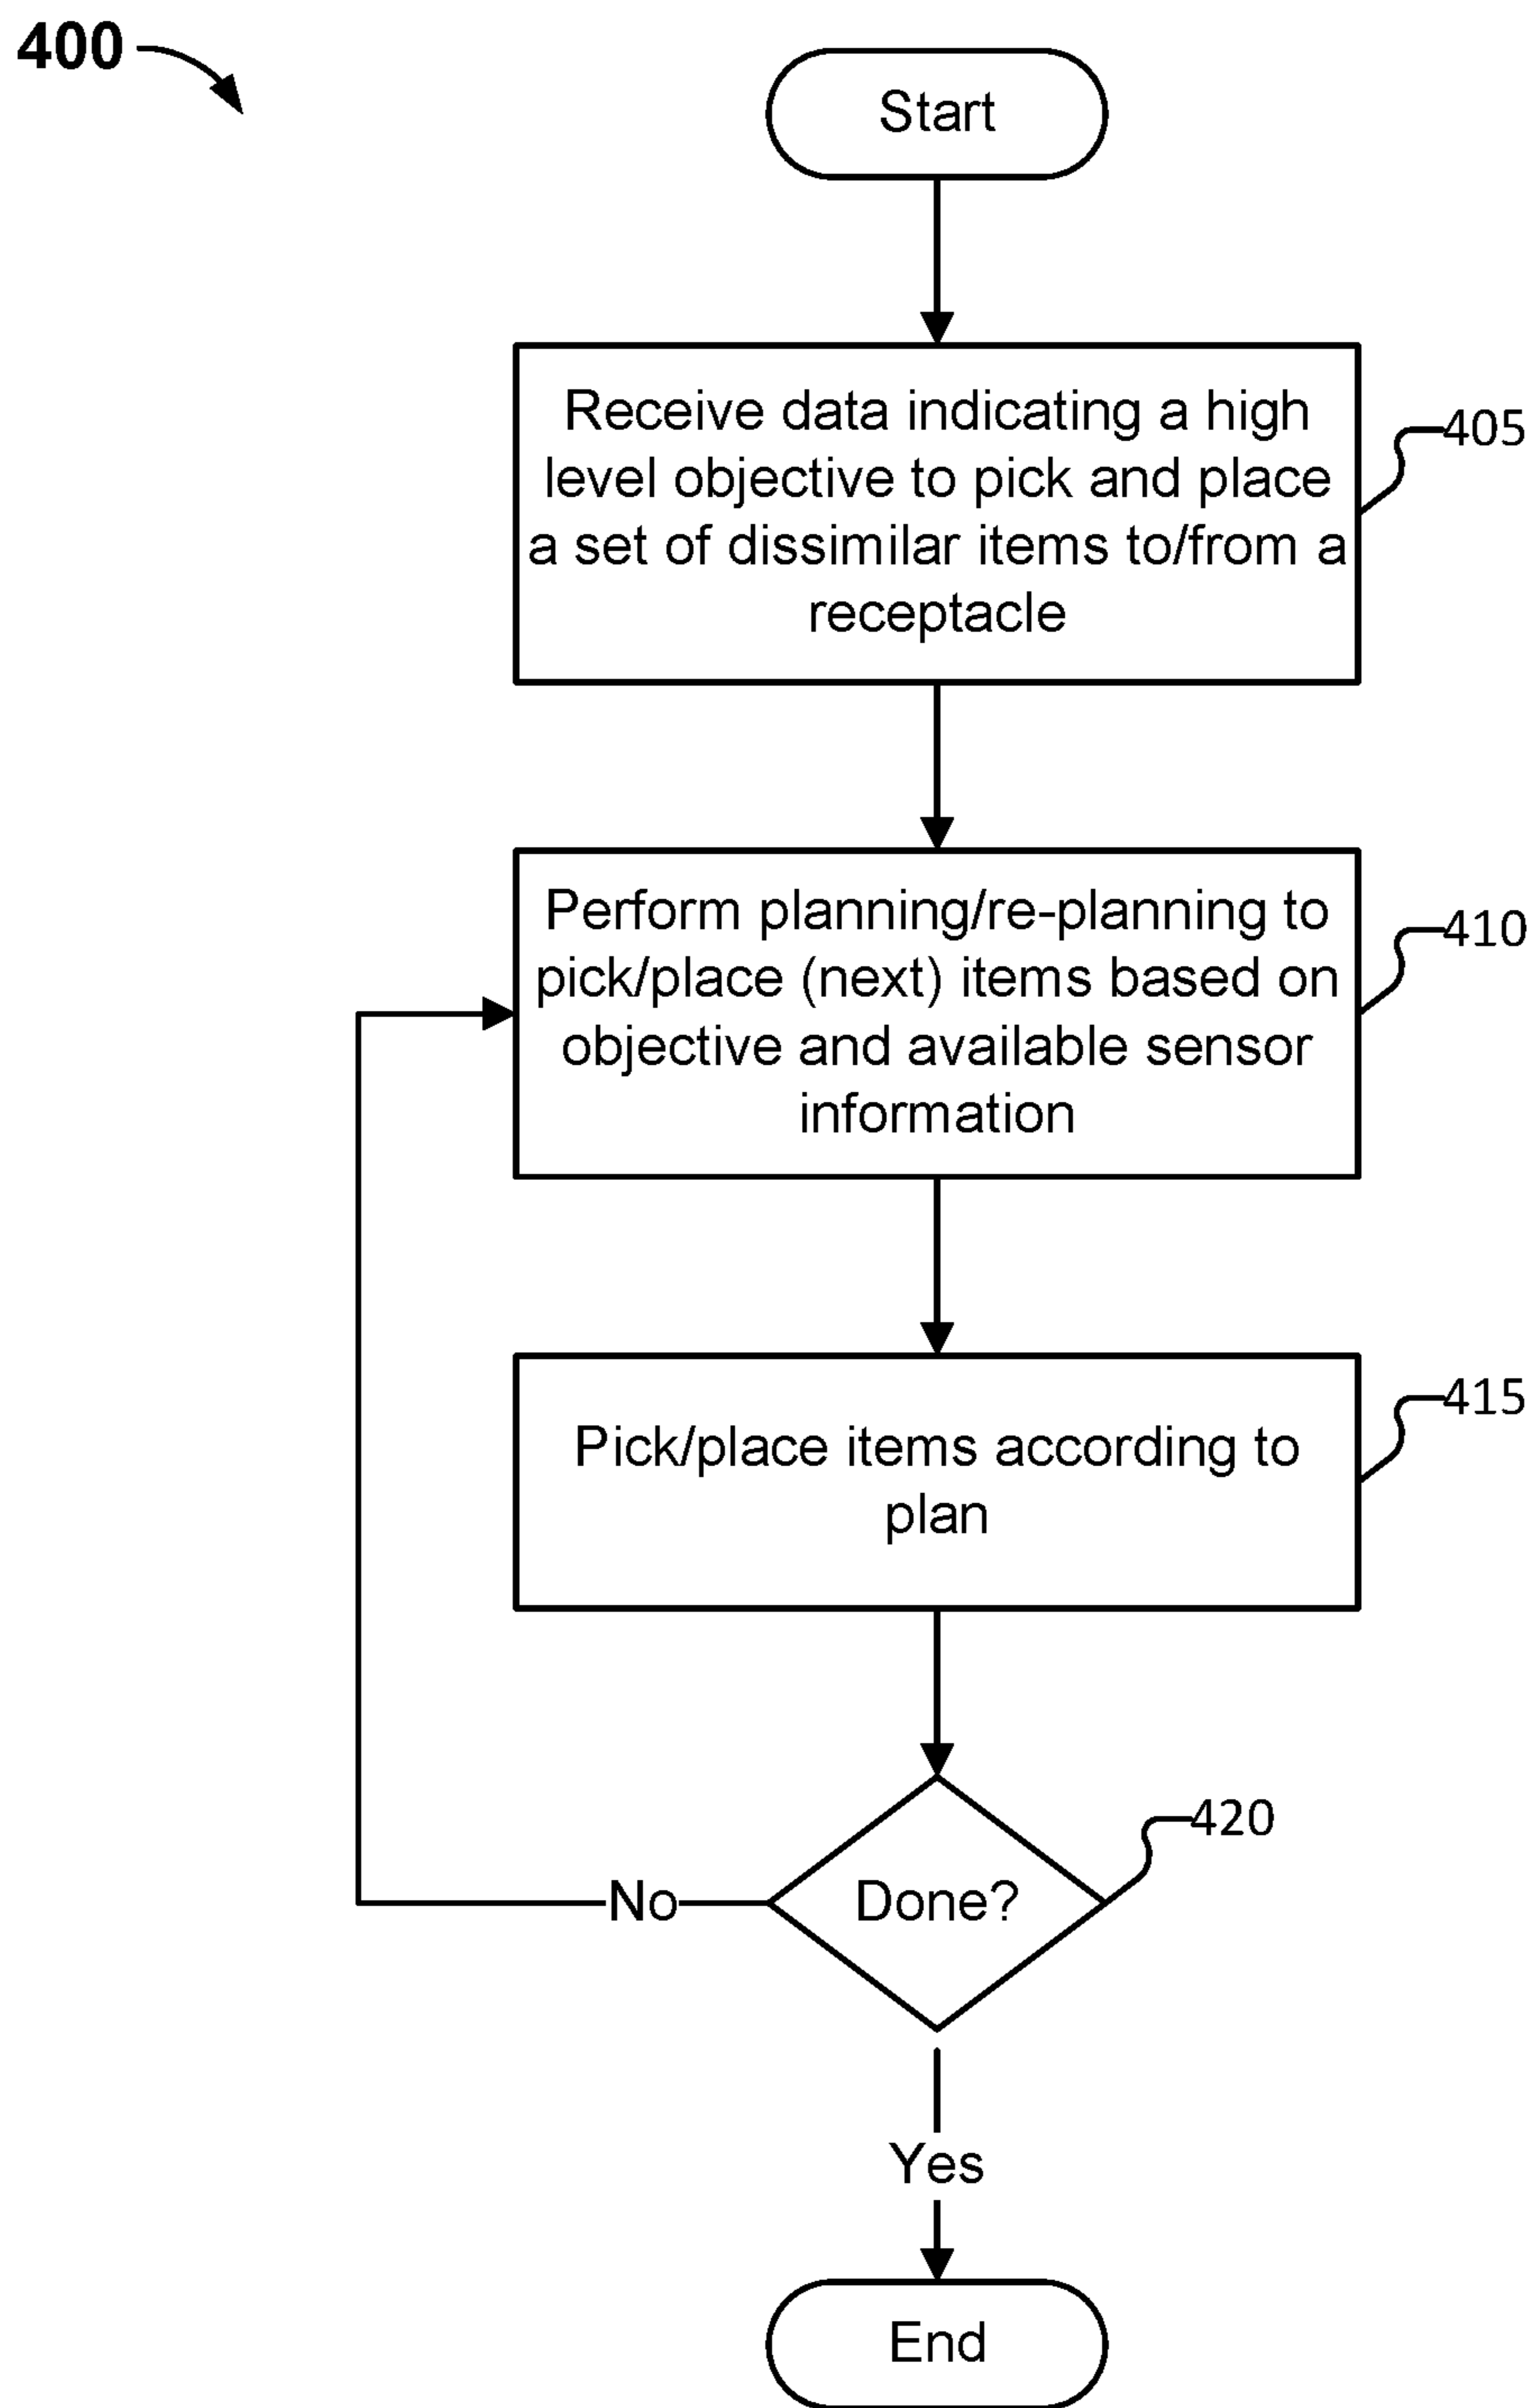 400
Start
Receive data indicating a high
level objective to pick and place
a set of dissimilar items to/from a
receptacle
405
Perform planning/re-planning to
pick/place (next) items based on
objective and available sensor
information
410
Pick/place items according to
plan
415
Done?
420
No
Yes
End